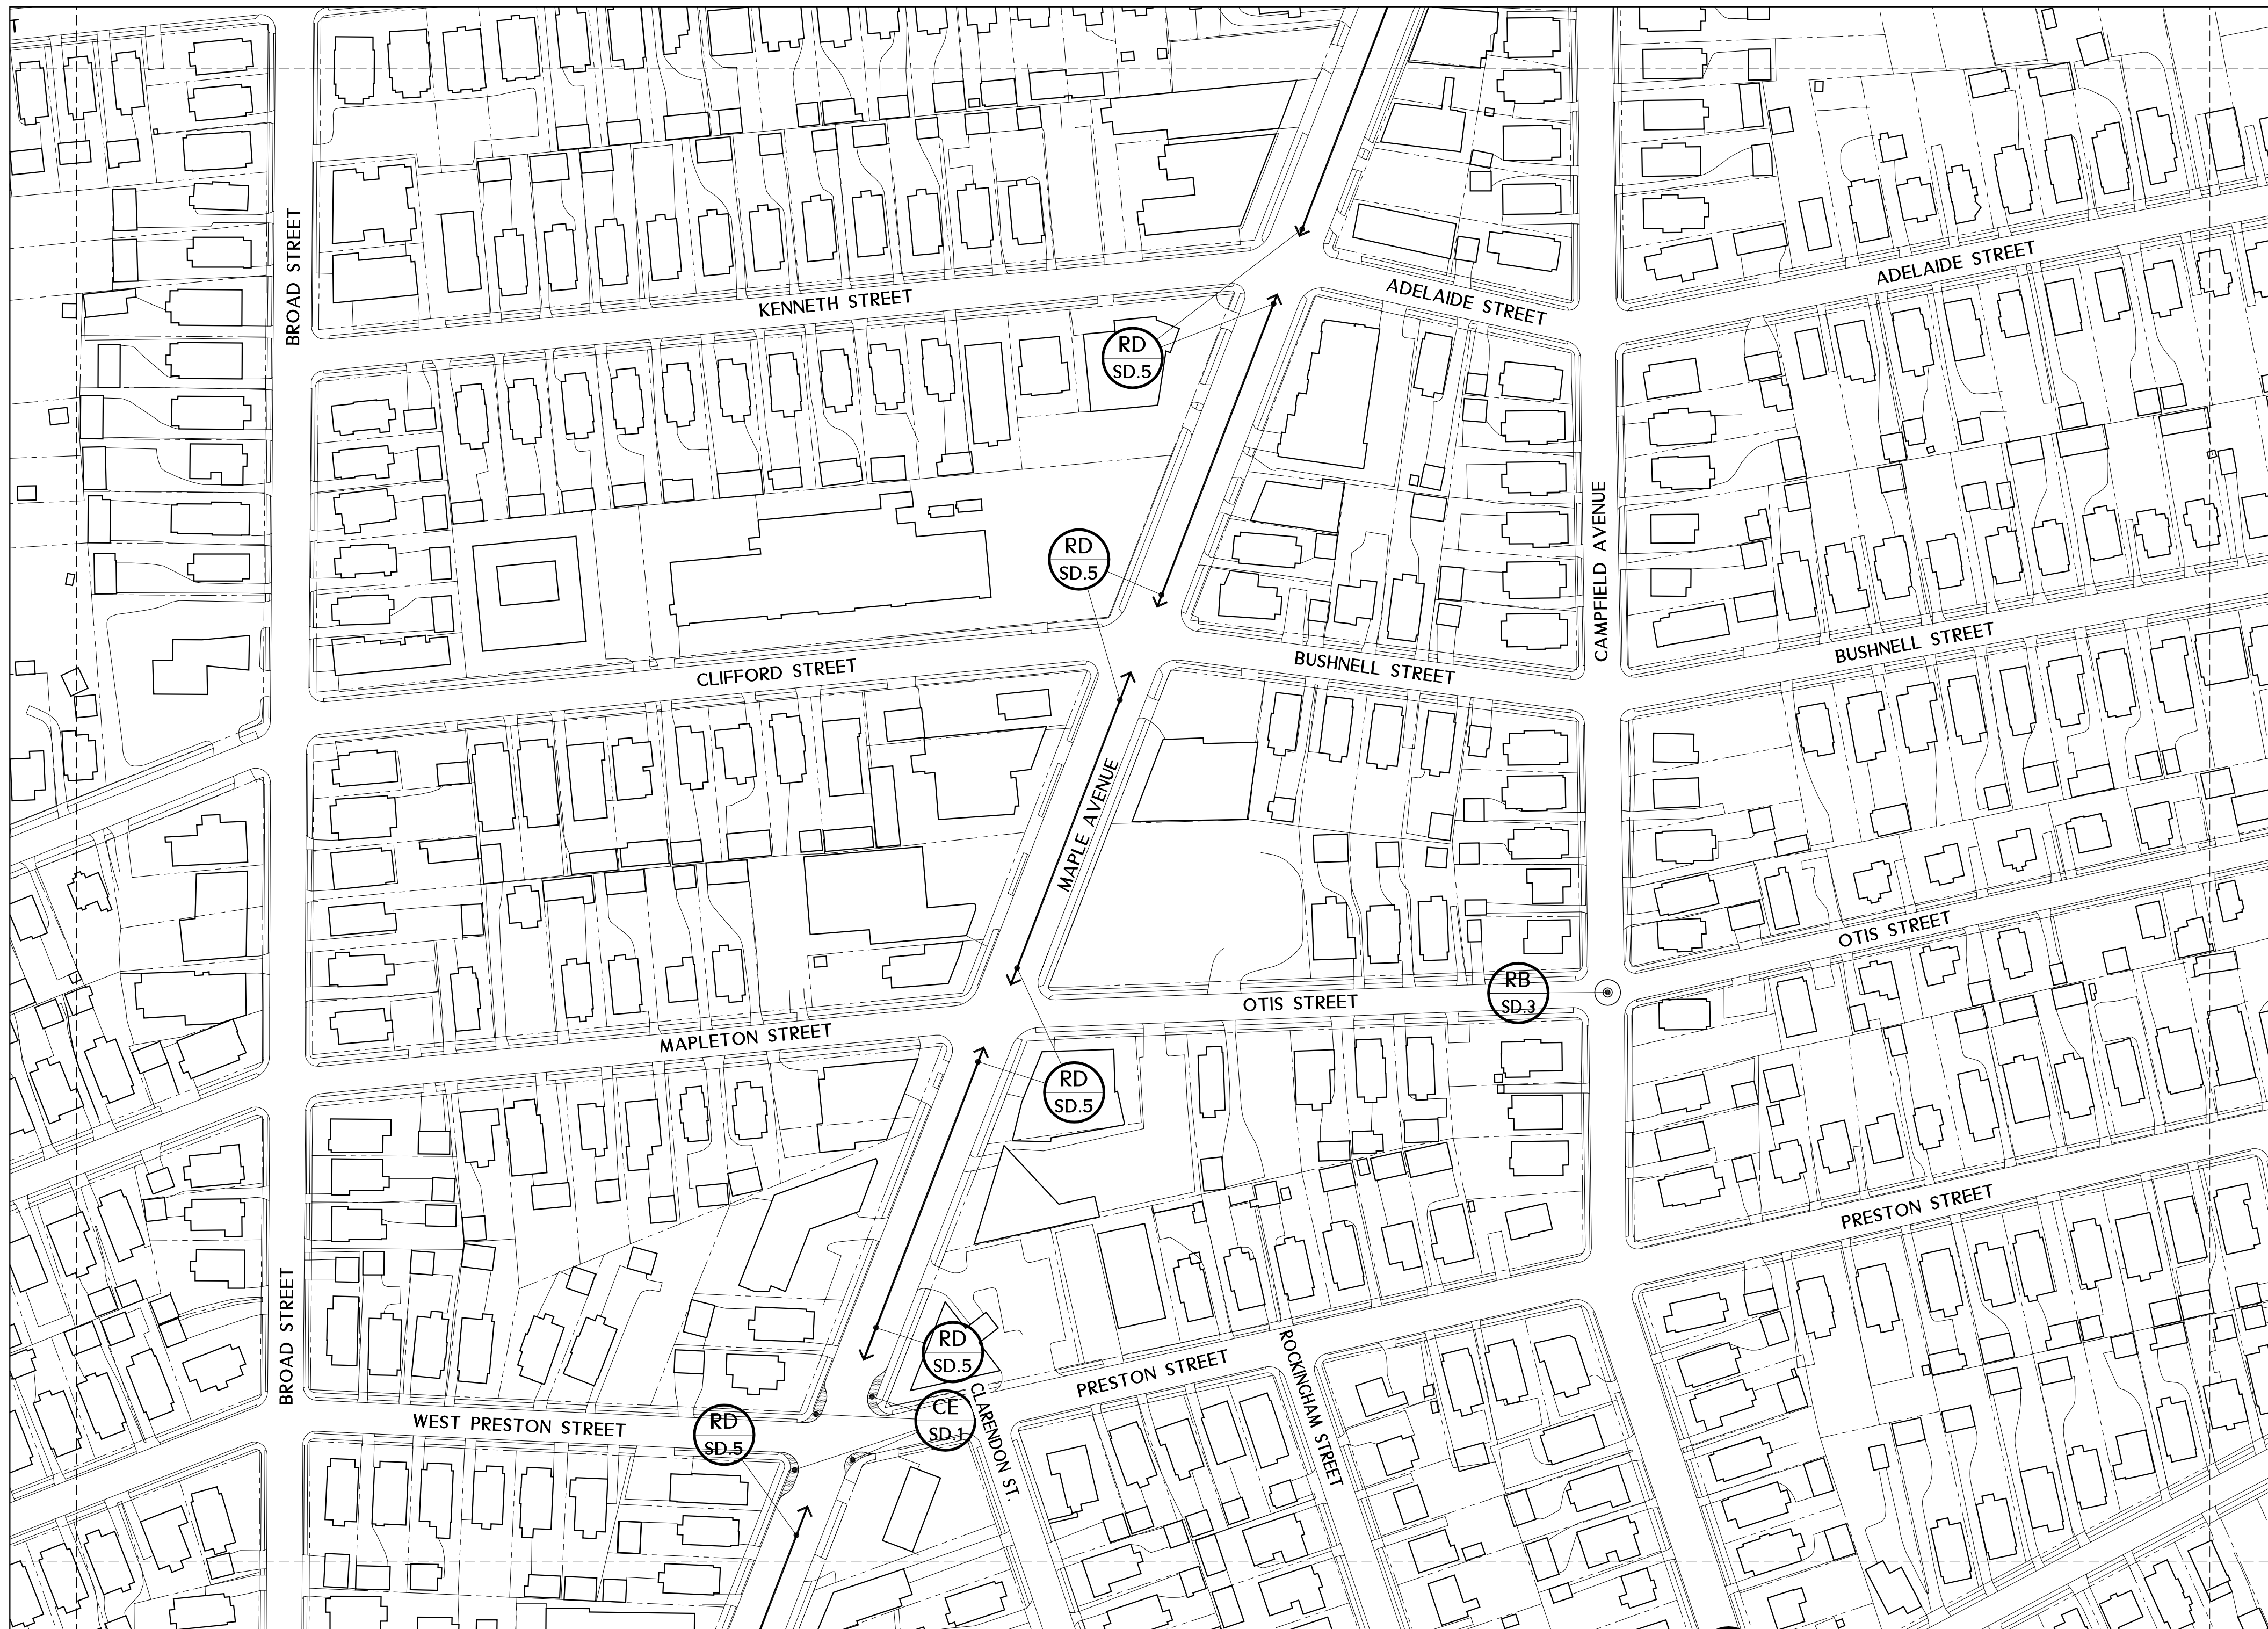 T
BROAD STREET
KENNETH STREET
ADELAIDE STREET
ADELAIDE STREET
RD
SD.5
CAMPFIELD AVENUE
RD
SD.5
CLIFFORD STREET
BUSHNELL STREET
BUSHNELL STREET
MAPLE AVENUE
OTIS STREET
RB
SD.3
OTIS STREET
MAPLETON STREET
RD
SD.5
PRESTON STREET
BROAD STREET
RD
SD.5
PRESTON STREET
ROCKINGHAM STREET
CLARENDON ST.
CE
SD.1
WEST PRESTON STREET
RD
SD.5